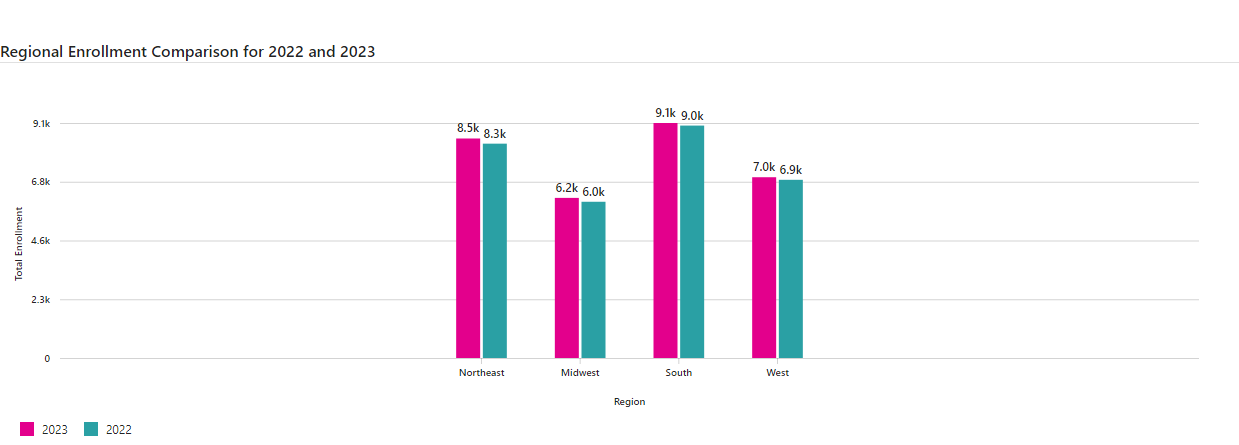 Regional Enrollment Comparison for 2022 and 2023
9.1k
6.8k
4.6k
2.3k
0
Total Enrollment
8.5k 8.3k
6.2k 6.0k
9.1k 9.0k
7.0k 6.9k
Northeast Midwest South West
Region
2023 2022